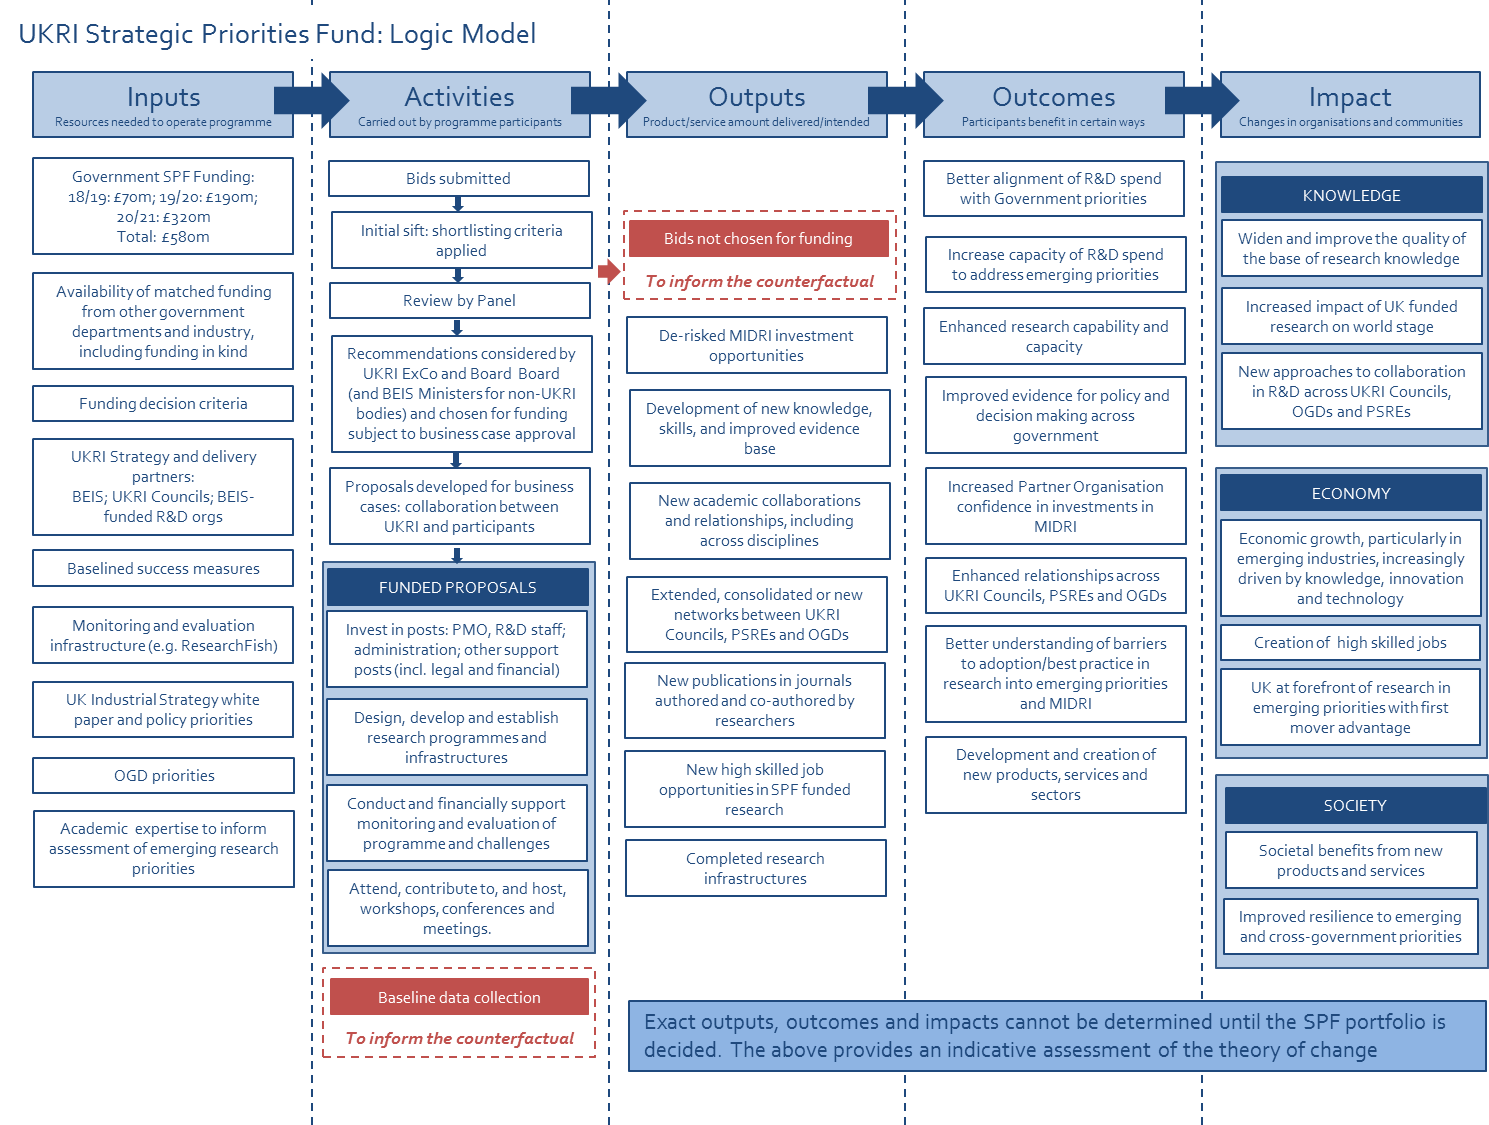 UKRI Strategic Priorities Fund: Logic Model
Inputs
Resources needed to operate programme
Activities
Carried out by programme participants
Outputs
Product/service amount delivered/intended
Outcomes
Participants benefit in certain ways
Impact
Changes in organisations and communities
Government SPF Funding:
18/19: £70m; 19/20: £190m;
20/21: £320m
Total: £580m
Availability of matched funding
from other government
departments and industry,
including funding in kind
Funding decision criteria
UKRI Strategy and delivery
partners:
BEIS; UKRI Councils; BEIS-
funded R&D orgs
Baselined success measures
Monitoring and evaluation
infrastructure (e.g. ResearchFish)
UK Industrial Strategy white
paper and policy priorities
OGD priorities
Academic expertise to inform
assessment of emerging research
priorities
Bids submitted
Initial sift: shortlisting criteria
applied
Review by Panel
Recommendations considered by
UKRI ExCo and Board Board
(and BEIS Ministers for non-UKRI
bodies) and chosen for funding
subject to business case approval
Proposals developed for business
cases: collaboration between
UKRI and participants
FUNDED PROPOSALS
Invest in posts: PMO, R&D staff;
administration; other support
posts (incl. legal and financial)
Design, develop and establish
research programmes and
infrastructures
Conduct and financially support
monitoring and evaluation of
programme and challenges
Attend, contribute to, and host,
workshops, conferences and
meetings.
Baseline data collection
To inform the counterfactual
Bids not chosen for funding
To inform the counterfactual
De-risked MIDRI investment
opportunities
Development of new knowledge,
skills, and improved evidence
base
New academic collaborations
and relationships, including
across disciplines
Extended, consolidated or new
networks between UKRI
Councils, PSREs and OGDs
New publications in journals
authored and co-authored by
researchers
New high skilled job
opportunities in SPF funded
research
Completed research
infrastructures
Better alignment of R&D spend
with Government priorities
Increase capacity of R&D spend
to address emerging priorities
Enhanced research capability and
capacity
Improved evidence for policy and
decision making across
government
Increased Partner Organisation
confidence in investments in
MIDRI
Enhanced relationships across
UKRI Councils, PSREs and OGDs
Better understanding of barriers
to adoption/best practice in
research into emerging priorities
and MIDRI
Development and creation of
new products, services and
sectors
KNOWLEDGE
Widen and improve the quality of
the base of research knowledge
Increased impact of UK funded
research on world stage
New approaches to collaboration
in R&D across UKRI Councils,
OGDs and PSREs
ECONOMY
Economic growth, particularly in
emerging industries, increasingly
driven by knowledge, innovation
and technology
Creation of high skilled jobs
UK at forefront of research in
emerging priorities with first
mover advantage
SOCIETY
Societal benefits from new
products and services
Improved resilience to emerging
and cross-government priorities
Exact outputs, outcomes and impacts cannot be determined until the SPF portfolio is
decided. The above provides an indicative assessment of the theory of change